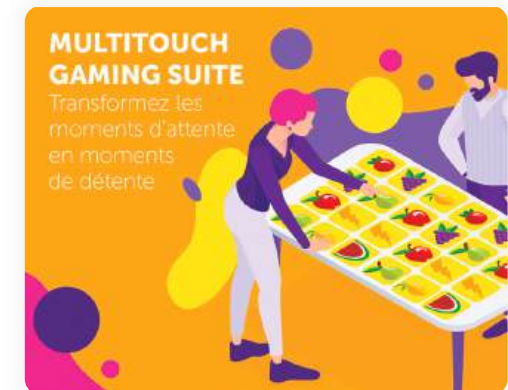 MULTITOUCH
GAMING SUITE
Transformez les
moments d'attente
en moments
de détente